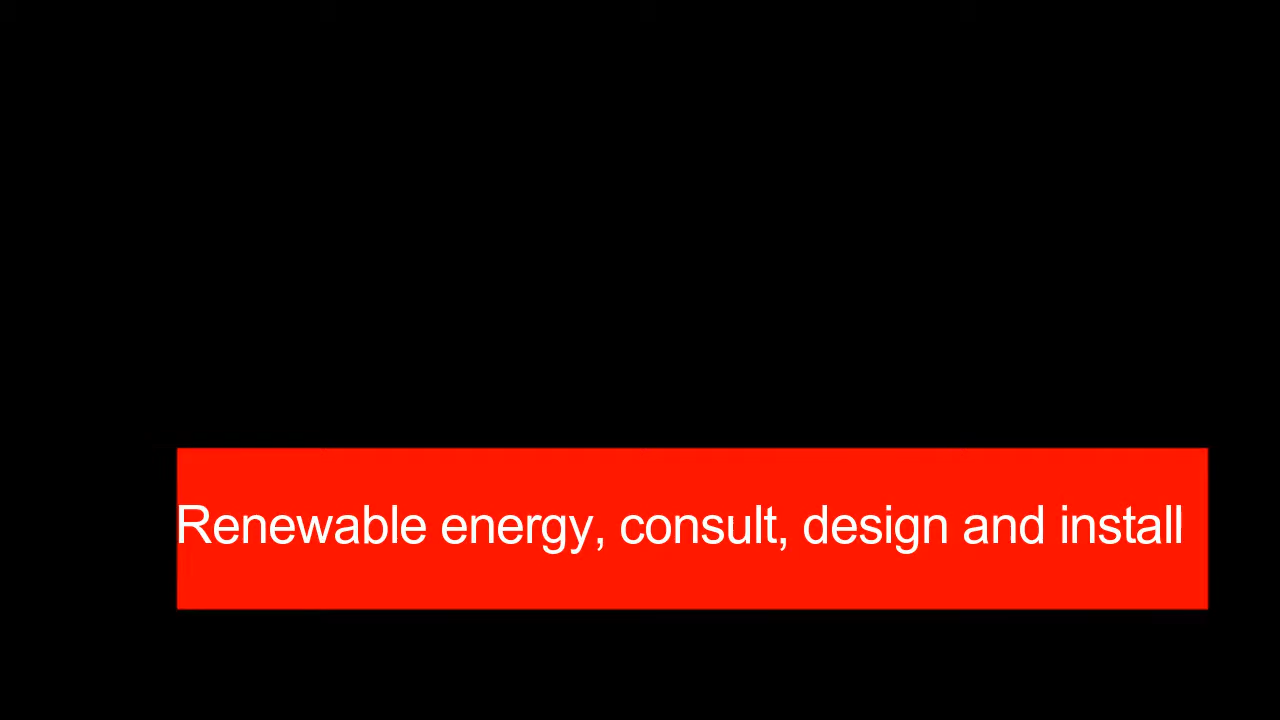 Renewable energy, consult, design and install